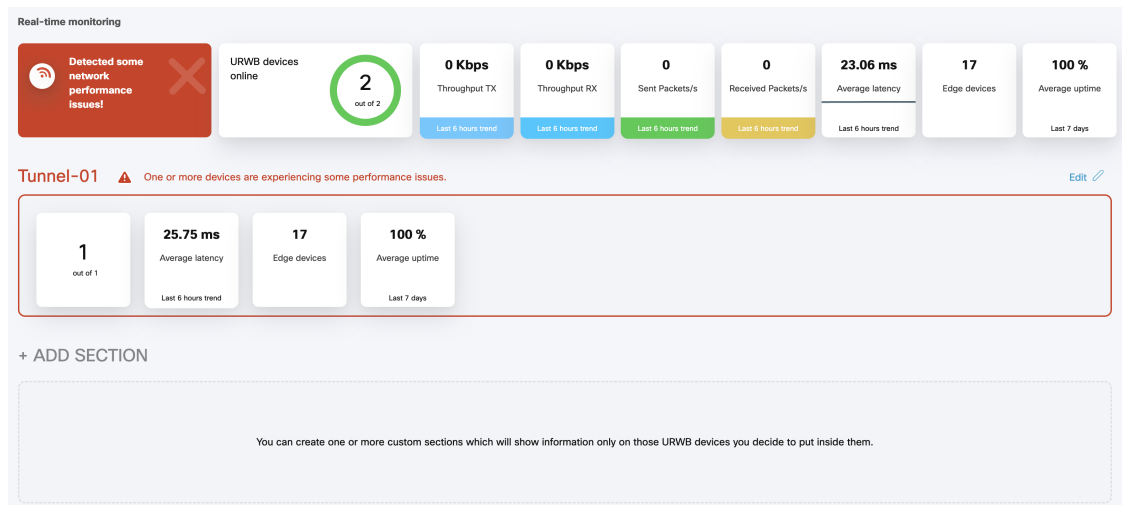 Real-time monitoring
Detected some
network
performance
issues!
URWB devices
online
2
out of 2
0 Kbps
Throughput TX
Last 6 hours trend
0 Kbps
Throughput RX
Last 6 hours trend
0
Sent Packets/s
Last 6 hours trend
0
Received Packets/s
Last 6 hours trend
23.06 ms
Average latency
Last 6 hours trend
17
Edge devices
100 %
Average uptime
Last 7 days
Tunnel-01
One or more devices are experiencing some performance issues.
Edit
1
out of 1
25.75 ms
Average latency
Last 6 hours trend
17
Edge devices
100 %
Average uptime
Last 7 days
+ ADD SECTION
You can create one or more custom sections which will show information only on those URWB devices you decide to put inside them.